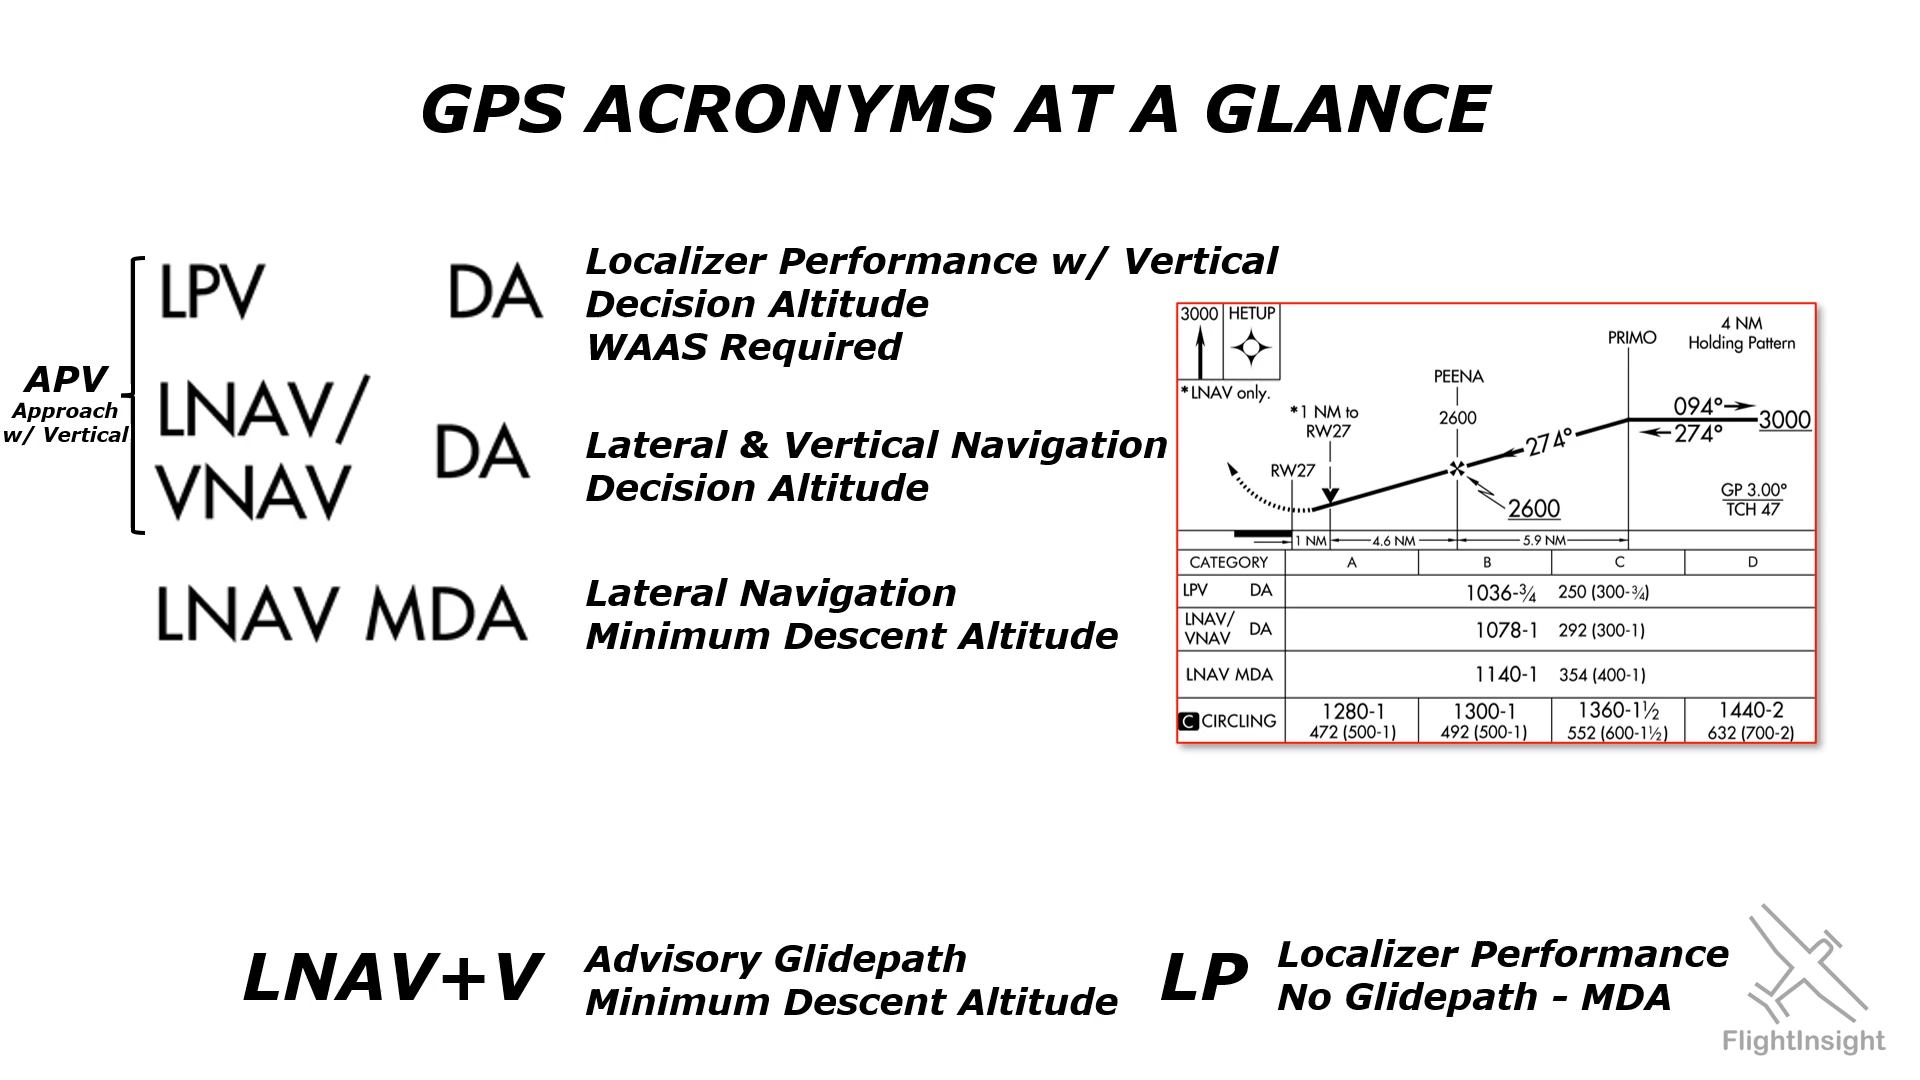 GPS ACRONYMS AT A GLANCE
APV
Approach
w/ Vertical
LPV DA
Localizer Performance w/ Vertical
Decision Altitude
WAAS Required
LNAV/
VNAV DA
Lateral & Vertical Navigation
Decision Altitude
LNAV MDA
Lateral Navigation
Minimum Descent Altitude
3000 HETUP
*LNAV only.
PRIMO
4 NM
Holding Pattern
PEENA
2600
*1 NM to
RW27
RW27
094°
274°
3000
274°
2600
GP 3.00°
TCH 47
1 NM 4.6 NM 5.9 NM
CATEGORY A B C D
LPV DA 1036-¾ 250 (300-¾)
LNAV/
VNAV DA 1078-1 292 (300-1)
LNAV MDA 1140-1 354 (400-1)
C CIRCLING
1280-1 1300-1 1360-1½ 1440-2
472 (500-1) 492 (500-1) 552 (600-1½) 632 (700-2)
LNAV+V
Advisory Glidepath
Minimum Descent Altitude
LP
Localizer Performance
No Glidepath - MDA
FlightInsight